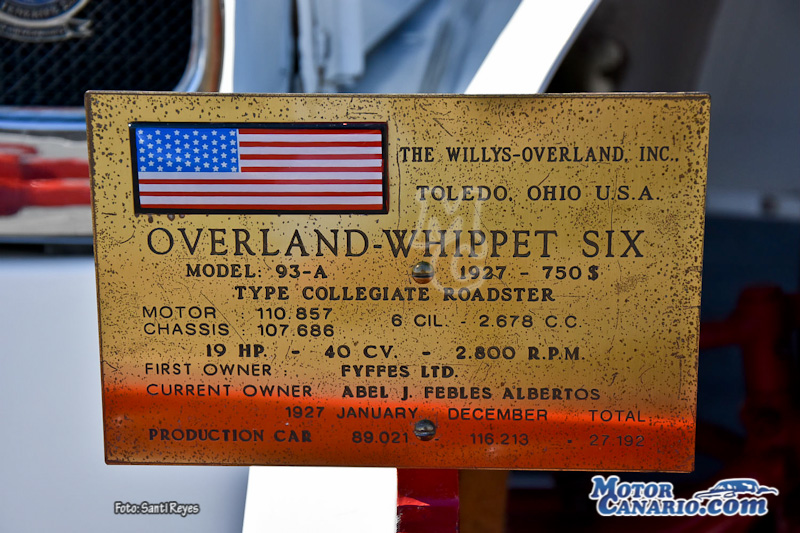 THE WILLYS-OVERLAND, INC.,
TOLEDO, OHIO U.S.A.
OVERLAND-WHIPPET SIX
MODEL: 93-A 1927 - 750 $
TYPE COLLEGIATE ROADSTER
MOTOR : 110.857
CHASSIS : 107.686
6 CIL. - 2.678 C.C.
19 HP. - 40 CV. - 2.800 R.P.M.
FIRST OWNER : FYFFES LTD.
CURRENT OWNER ABEL J. FEBLES ALBERTOS
1927 JANUARY DECEMBER TOTAL
PRODUCTION CAR 89.021 - 116.213 - 27.192
Foto: Santi Reyes
MOTOR
CANARIO.COM